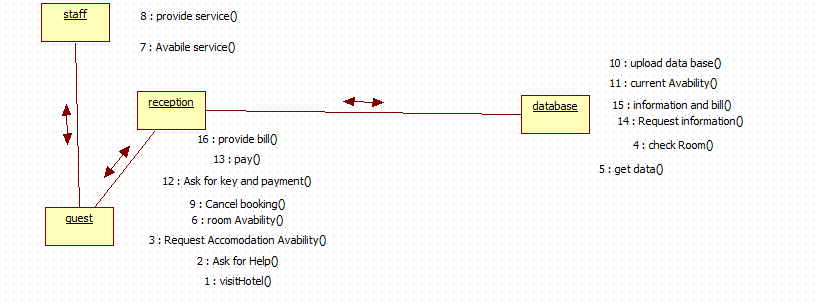 staff
8 : provide service()
7 : Avabile service()
10 : upload data base()
11 : current Avability()
reception
database
15 : information and bill()
14 : Request information()
16 : provide bill()
4 : check Room()
13 : pay()
5 : get data()
12 : Ask for key and payment()
9 : Cancel booking()
guest
6 : room Avability()
3 : Request Accomodation Avability()
2 : Ask for Help()
1 : visitHotel()